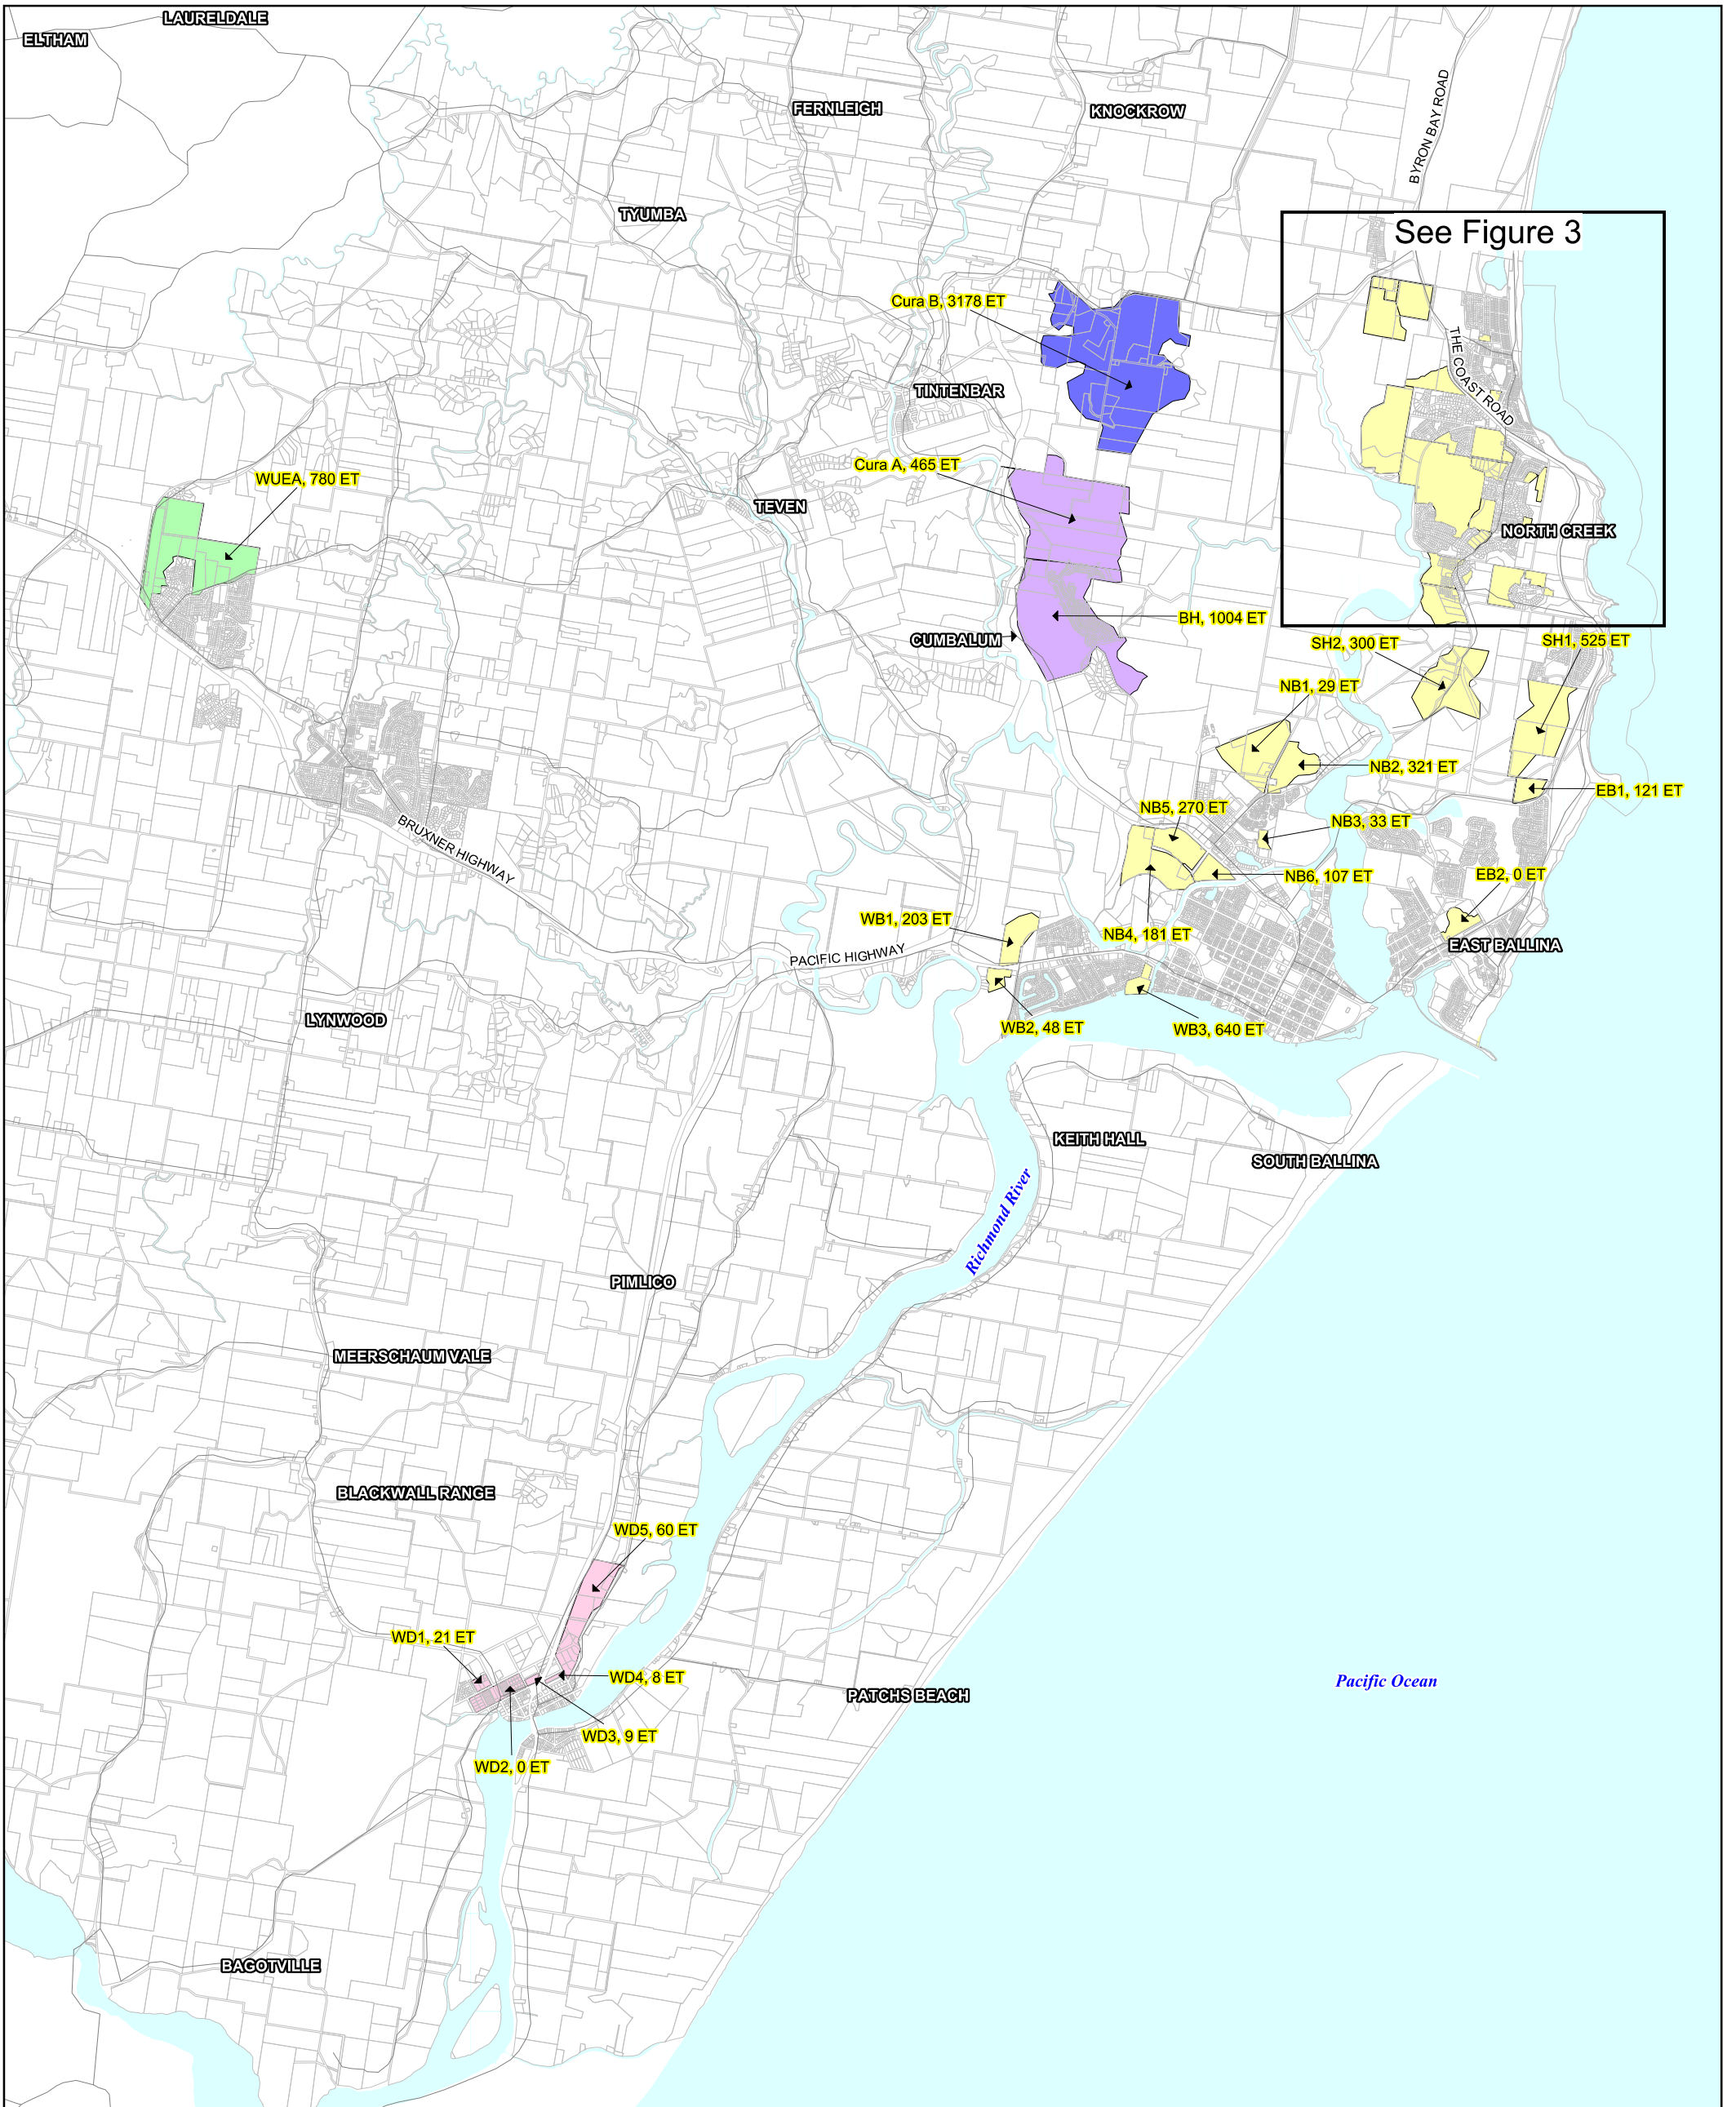 LAURELDALE
ELTHAM
FERNLEIGH
KNOCKROW
BYRON BAY ROAD
TYUMBA
See Figure 3
Cura B, 3178 ET
THE COAST ROAD
TINTENBAR
Cura A, 465 ET
WUEA, 780 ET
TEVEN
NORTH CREEK
BH, 1004 ET
CUMBALUM
SH2, 300 ET
SH1, 525 ET
NB1, 29 ET
NB2, 321 ET
EB1, 121 ET
NB5, 270 ET
NB3, 33 ET
BRUXNER HIGHWAY
NB6, 107 ET
EB2, 0 ET
WB1, 203 ET
NB4, 181 ET
EAST BALLINA
PACIFIC HIGHWAY
LYNWOOD
WB2, 48 ET
WB3, 640 ET
KEITH HALL
SOUTH BALLINA
Richmond River
PIMLICO
MEERSCHAUM VALE
BLACKWALL RANGE
WD5, 60 ET
WD1, 21 ET
WD4, 8 ET
Pacific Ocean
PATCHS BEACH
WD3, 9 ET
WD2, 0 ET
BAGOTVILLE